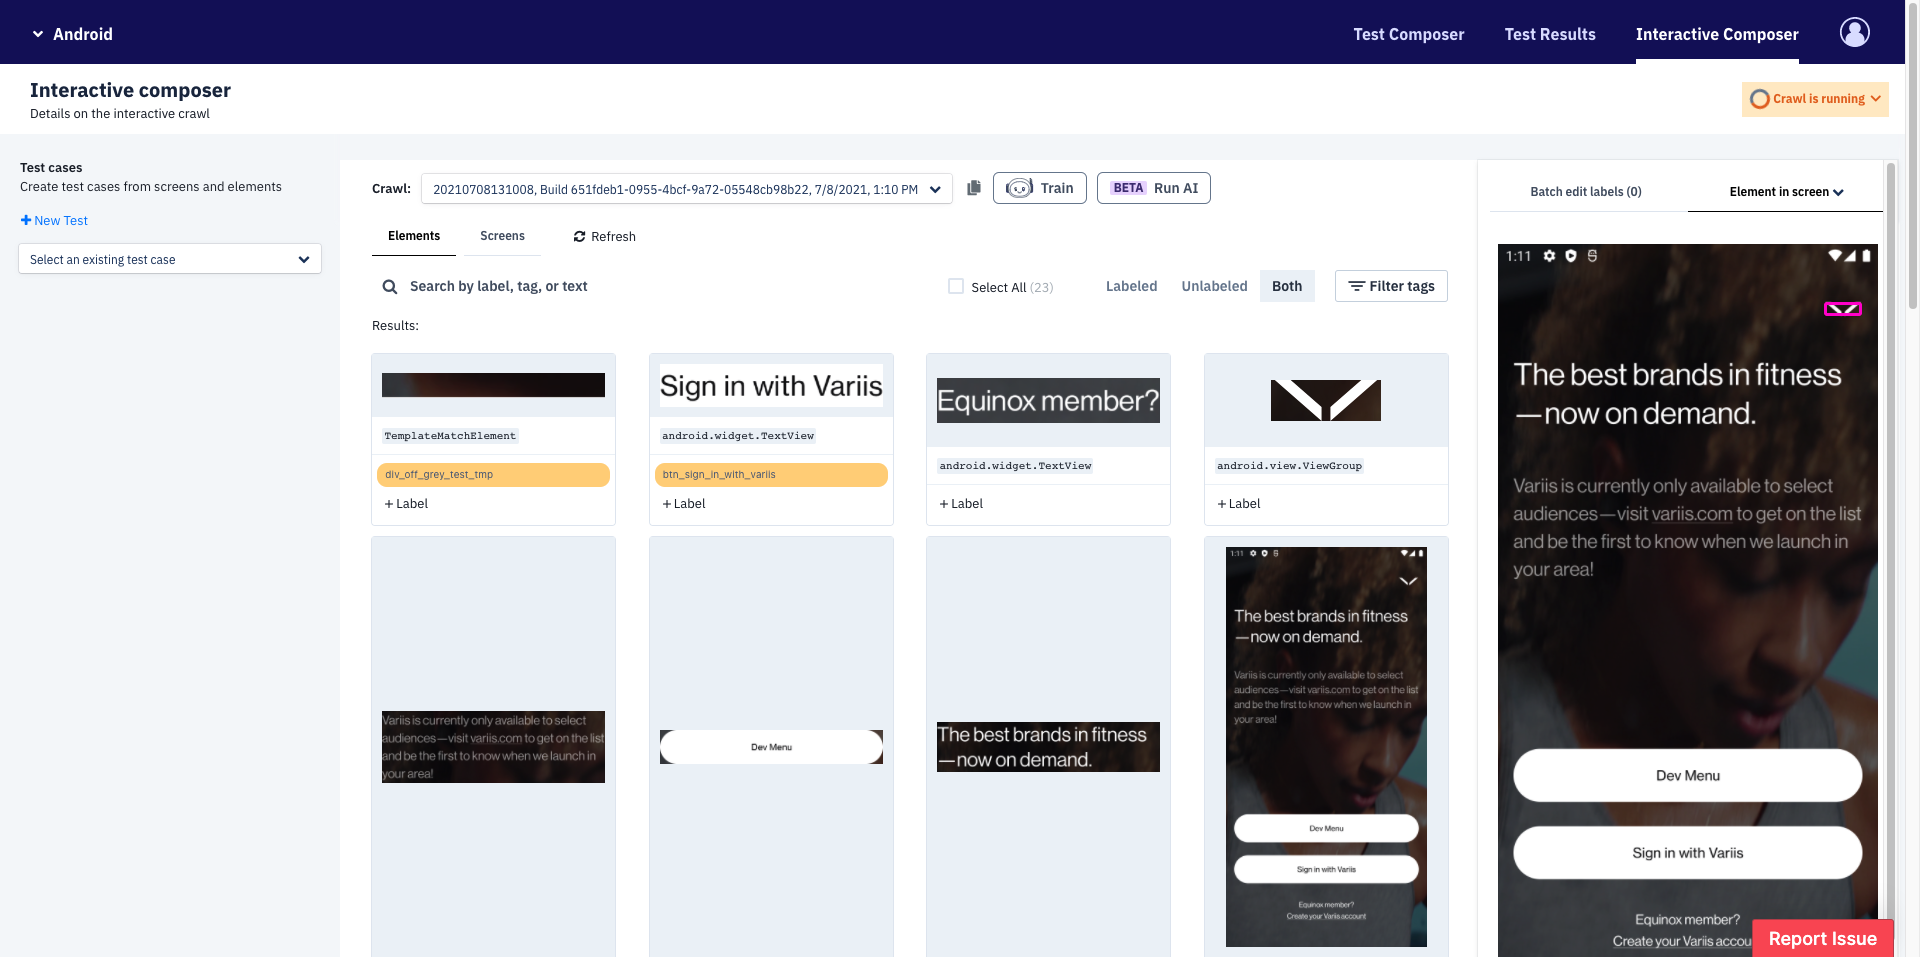 Android
Test Composer
Test Results
Interactive Composer
Interactive composer
Details on the interactive crawl
Crawl is running
Test cases
Create test cases from screens and elements
New Test
Select an existing test case
Crawl:
20210708131008, Build 651fdeb1-0955-4bcf-9a72-05548cb98b22, 7/8/2021, 1:10 PM
Train
BETA Run AI
Elements
Screens
Refresh
Search by label, tag, or text
Select All (23)
Labeled
Unlabeled
Both
Filter tags
Results:
TemplateMatchElement
div_off_grey_test_tmp
+ Label
Sign in with Variis
android.widget.TextView
btn_sign_in_with_variis
+ Label
Equinox member?
android.widget.TextView
+ Label
android.view.ViewGroup
+ Label
Variis is currently only available to select
audiences—visit variis.com to get on the list
and be the first to know when we launch in
your area!
Dev Menu
The best brands in fitness
—now on demand.
1:11
The best brands in fitness
—now on demand.
Variis is currently only available to select
audiences—visit variis.com to get on the list
and be the first to know when we launch in
your area!
Dev Menu
Sign in with Variis
Equinox member?
Create your Variis account
Batch edit labels (0)
Element in screen
1:11
The best brands in fitness
—now on demand.
Variis is currently only available to select
audiences—visit variis.com to get on the list
and be the first to know when we launch in
your area!
Dev Menu
Sign in with Variis
Equinox member?
Create your Variis accou
Report Issue